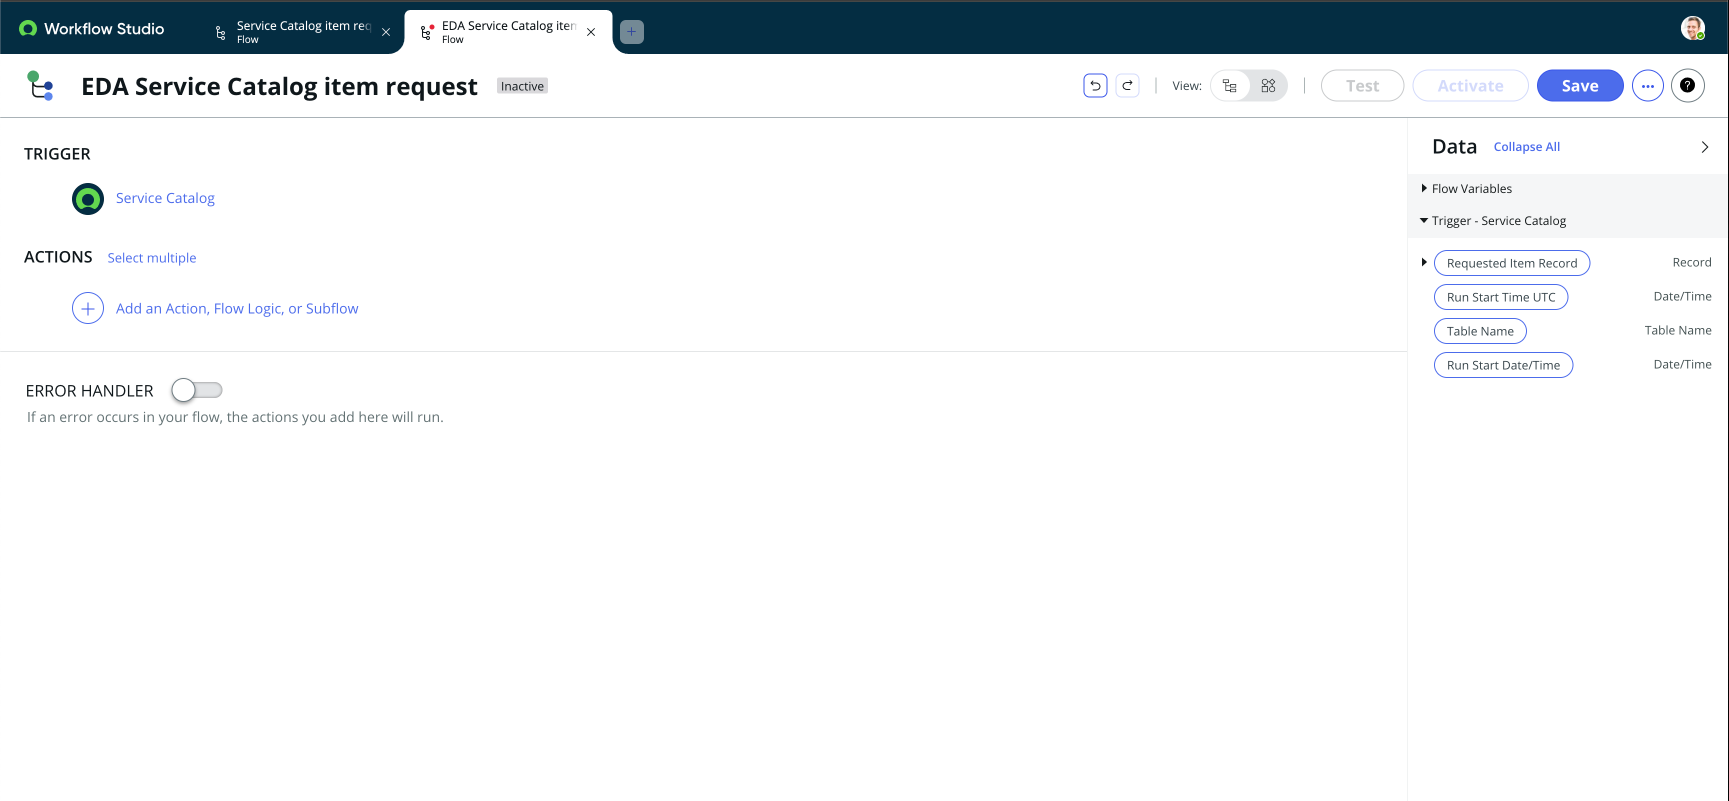 Workflow Studio
Service Catalog item req
Flow
EDA Service Catalog iten
Flow
EDA Service Catalog item request
Inactive
View:
Test
Activate
Save
TRIGGER
Service Catalog
ACTIONS
Select multiple
Add an Action, Flow Logic, or Subflow
ERROR HANDLER
If an error occurs in your flow, the actions you add here will run.
Data
Collapse All
Flow Variables
Trigger - Service Catalog
Requested Item Record
Record
Run Start Time UTC
Date/Time
Table Name
Table Name
Run Start Date/Time
Date/Time